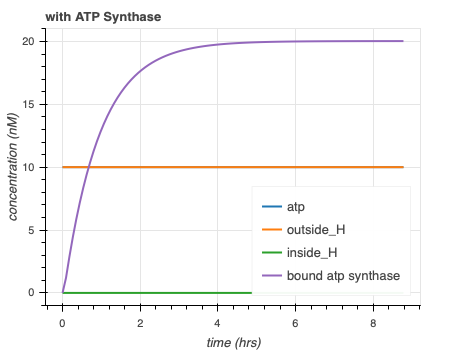 with ATP Synthase
concentration (nM)
20
15
10
5
0
atp
outside_H
inside_H
bound atp synthase
0 2 4 6 8
time (hrs)